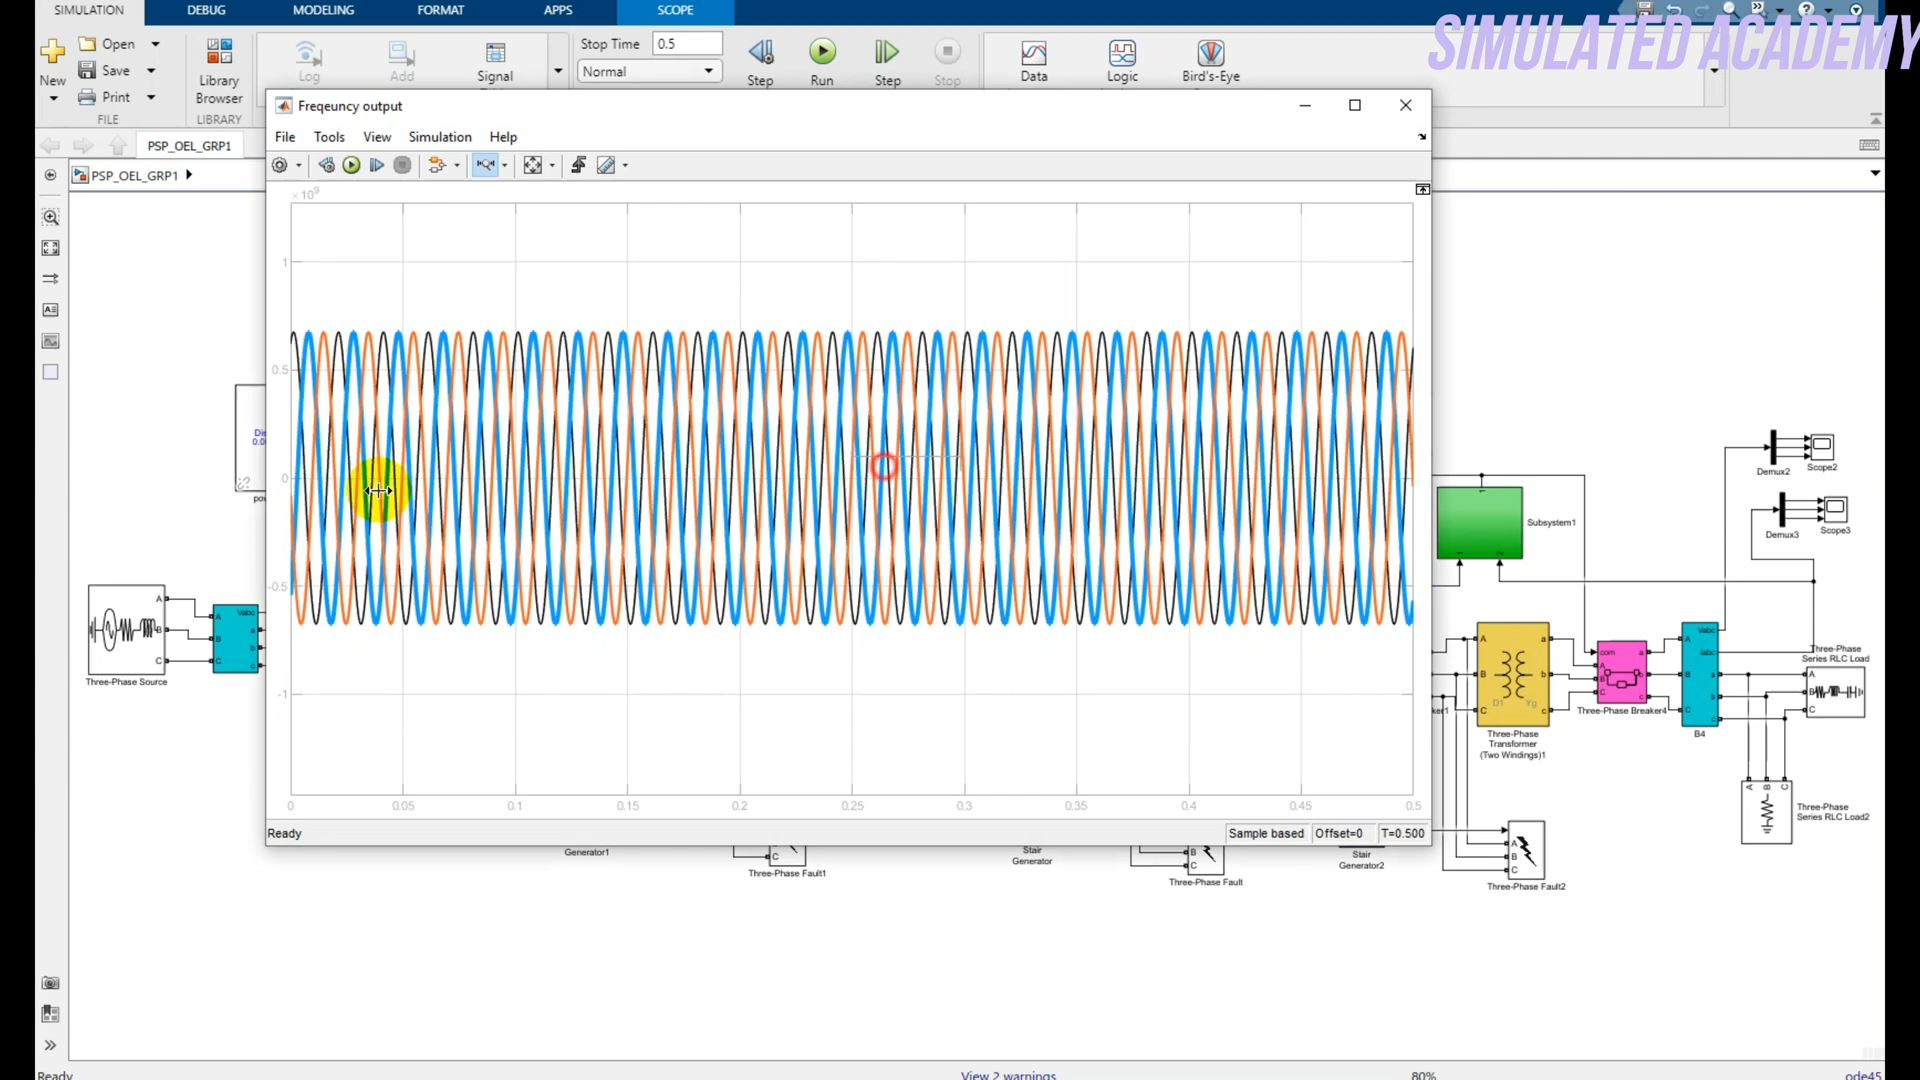 SIMULATION DEBUG MODELING FORMAT APPS SCOPE
SIMULATED ACADEMY
New
Open
Save
Print
FILE
Library
Browser
LIBRARY
Log
Add
Signal
Stop Time 0.5
Normal
Step
Run
Step
Stop
Data
Logic
Bird's-Eye
PSP_OEL_GRP1
PSP_OEL_GRP1
Freqeuncy output
File Tools View Simulation Help
×10⁹
1
0.5
0
-0.5
-1
0 0.05 0.1 0.15 0.2 0.25 0.3 0.35 0.4 0.45 0.5
Ready
Sample based Offset=0 T=0.500
A
B
C
Three-Phase Source
Vabc
A
B
C
a
b
c
Generator1
C
Three-Phase Fault1
Stair
Generator
B
C
Three-Phase Fault
Stair
Generator2
A
B
C
Three-Phase Fault2
Subsystem1
Demux2
Scope2
Demux3
Scope3
A
B
C
a
b
c
D1 Yg
Three-Phase
Transformer
(Two Windings)1
com
A
B
C
a
b
c
Three-Phase Breaker4
Vabc
Iabc
A
B
C
a
b
c
B4
Three-Phase
Series RLC Load
A
B
C
A B C
Three-Phase
Series RLC Load2
Ready
View 2 warnings
80%
ode45